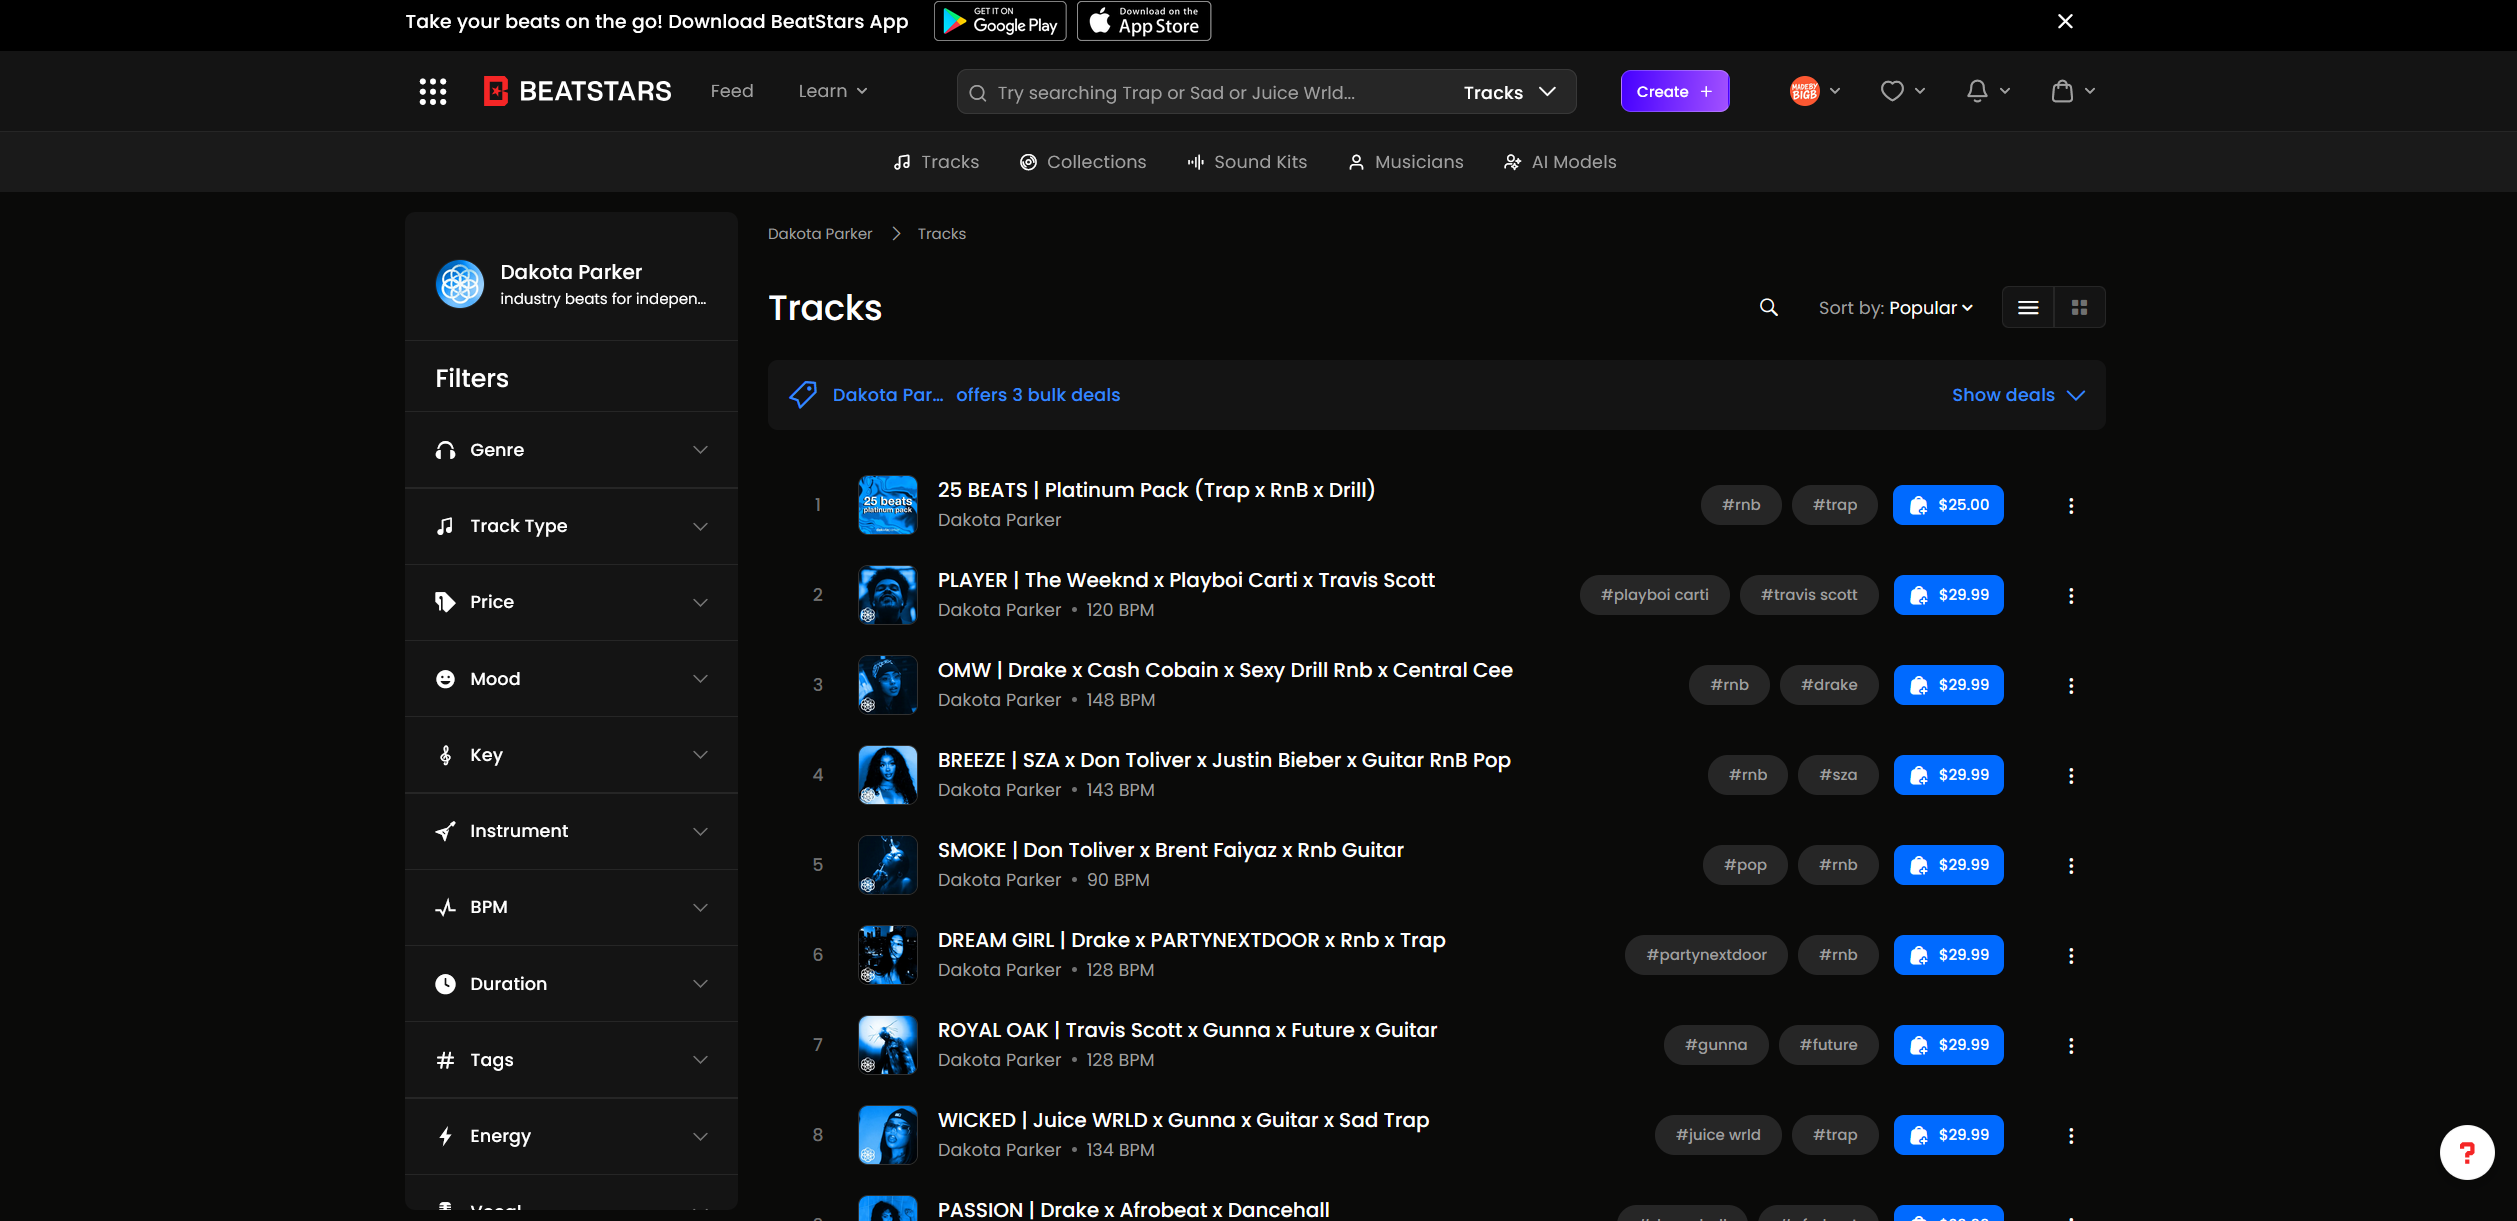 Take your beats on the go! Download BeatStars App
GET IT ON
Google Play
Download on the
App Store
BEATSTARS
Feed
Learn
Try searching Trap or Sad or Juice Wrld...
Tracks
Create +
MADEBY
BIGB
Tracks
Collections
Sound Kits
Musicians
AI Models
Dakota Parker
industry beats for indepen...
Filters
Genre
Track Type
Price
Mood
Key
Instrument
BPM
Duration
Tags
Energy
Vocal
Dakota Parker > Tracks
Tracks
Sort by: Popular
Dakota Par... offers 3 bulk deals
Show deals
1
25 beats
platinum pack
25 BEATS | Platinum Pack (Trap x RnB x Drill)
Dakota Parker
#rnb
#trap
$25.00
2
PLAYER | The Weeknd x Playboi Carti x Travis Scott
Dakota Parker • 120 BPM
#playboi carti
#travis scott
$29.99
3
OMW | Drake x Cash Cobain x Sexy Drill Rnb x Central Cee
Dakota Parker • 148 BPM
#rnb
#drake
$29.99
4
BREEZE | SZA x Don Toliver x Justin Bieber x Guitar RnB Pop
Dakota Parker • 143 BPM
#rnb
#sza
$29.99
5
SMOKE | Don Toliver x Brent Faiyaz x Rnb Guitar
Dakota Parker • 90 BPM
#pop
#rnb
$29.99
6
DREAM GIRL | Drake x PARTYNEXTDOOR x Rnb x Trap
Dakota Parker • 128 BPM
#partynextdoor
#rnb
$29.99
7
ROYAL OAK | Travis Scott x Gunna x Future x Guitar
Dakota Parker • 128 BPM
#gunna
#future
$29.99
8
WICKED | Juice WRLD x Gunna x Guitar x Sad Trap
Dakota Parker • 134 BPM
#juice wrld
#trap
$29.99
PASSION | Drake x Afrobeat x Dancehall
?